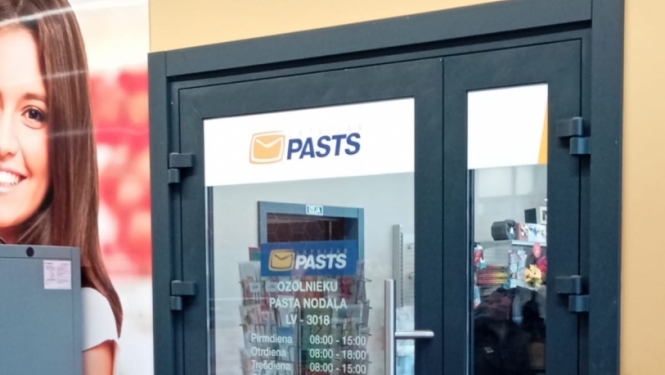 PASTS
LATVIJAS
PASTS
OZOLNIEKU
PASTA NODAĻA
LV - 3018
Pirmdiena 08:00 - 15:00
Otrdiena 08:00 - 18:00
Trešdiena 08:00 - 15:00